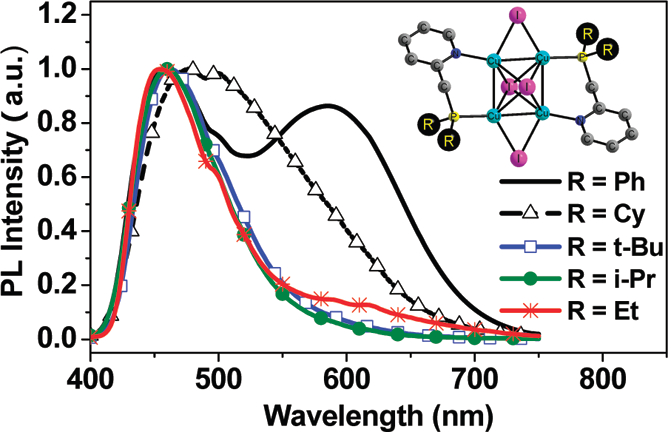 PL Intensity ( a.u.)
1.2
1.0
0.8
0.6
0.4
0.2
0.0
400
500
600
700
800
Wavelength (nm)
R = Ph
R = Cy
R = t-Bu
R = i-Pr
R = Et
I
R
R
C
C
C
C
C
N
Cu
Cu
P
C
I
I
C
P
Cu
Cu
N
C
C
C
C
C
R
R
I